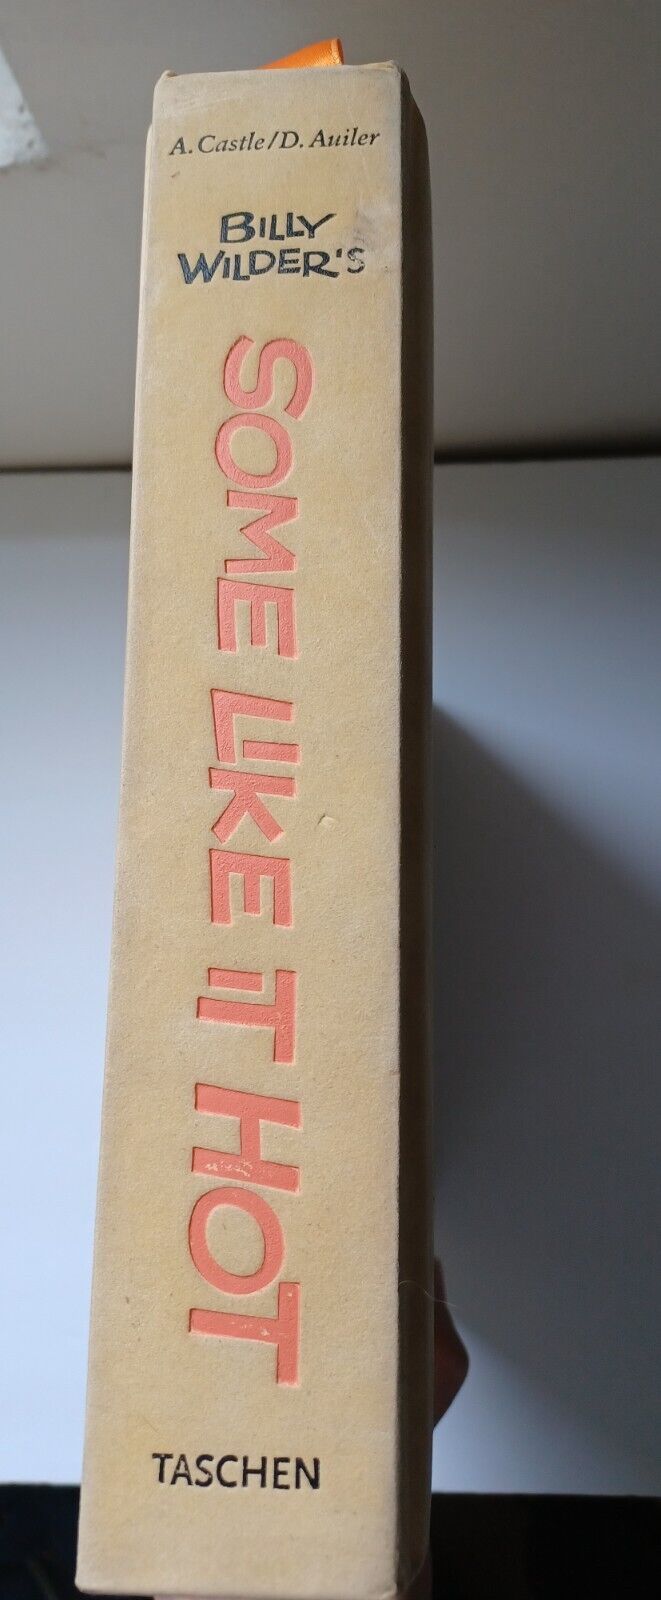 A. Castle/D. Auiler
BILLY
WILDER'S
SOME LIKE IT HOT
TASCHEN